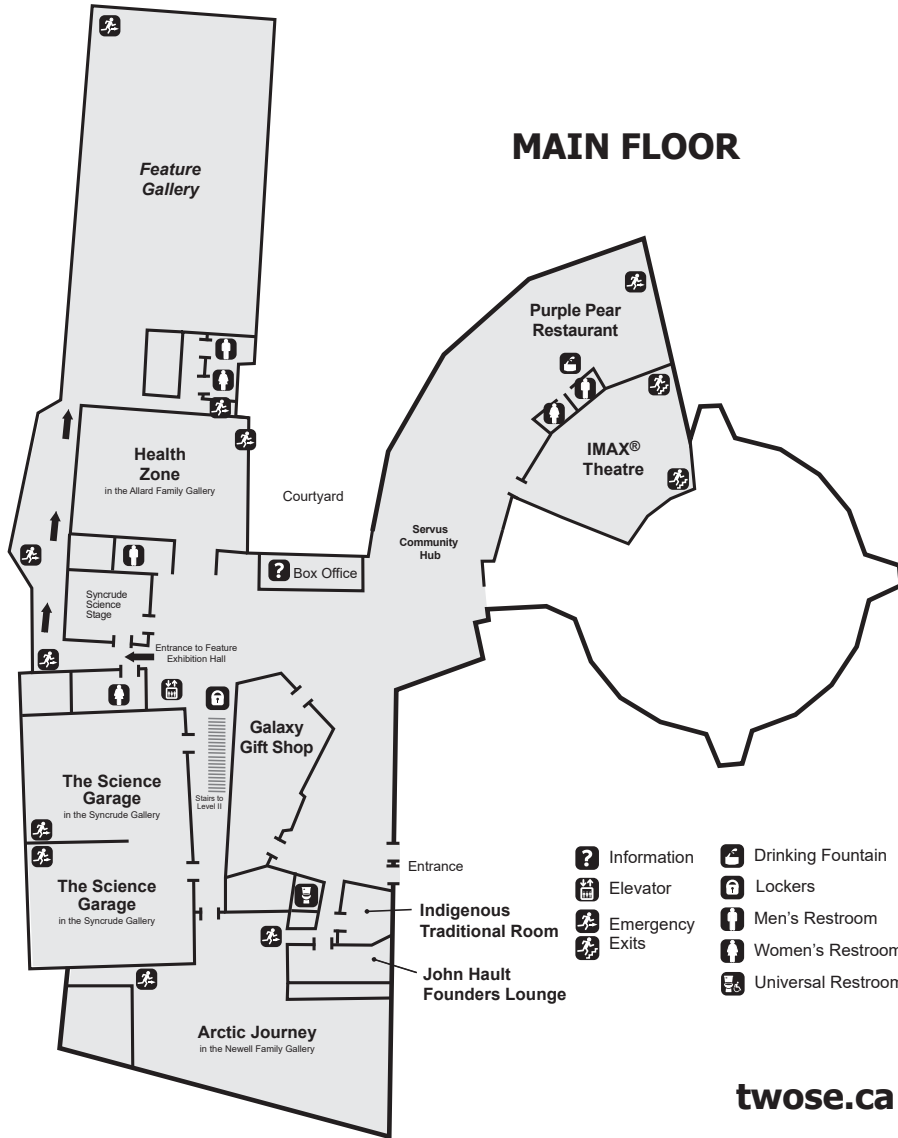 MAIN FLOOR
Feature
Gallery
Purple Pear
Restaurant
IMAX®
Theatre
Health
Zone
in the Allard Family Gallery
Courtyard
Servus
Community
Hub
? Box Office
Syncrude
Science
Stage
Entrance to Feature
Exhibition Hall
Galaxy
Gift Shop
The Science
Garage
in the Syncrude Gallery
Stairs to
Level II
The Science
Garage
in the Syncrude Gallery
Entrance
Indigenous
Traditional Room
John Hault
Founders Lounge
Arctic Journey
in the Newell Family Gallery
? Information
Elevator
Emergency
Exits
Drinking Fountain
Lockers
Men's Restroom
Women's Restroom
Universal Restroom
twose.ca